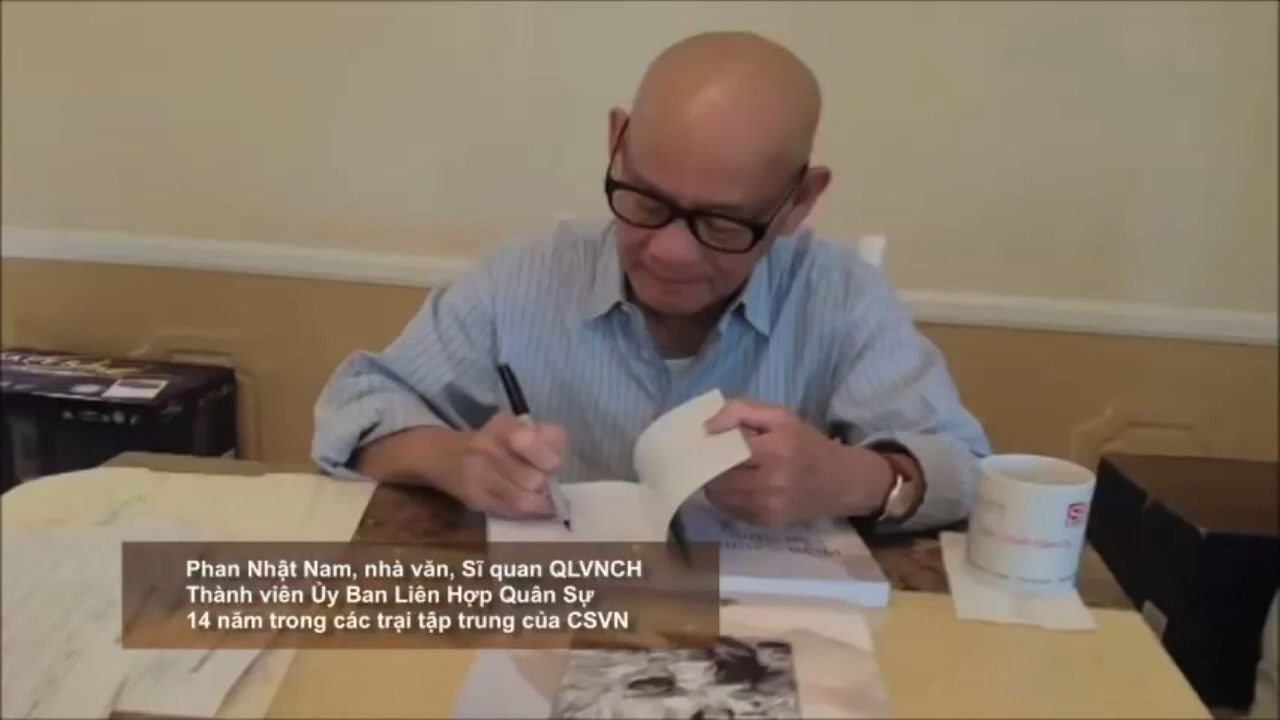 Phan Nhật Nam, nhà văn, Sĩ quan QLVNCH
Thành viên Ủy Ban Liên Hợp Quân Sự
14 năm trong các trại tập trung của CSVN